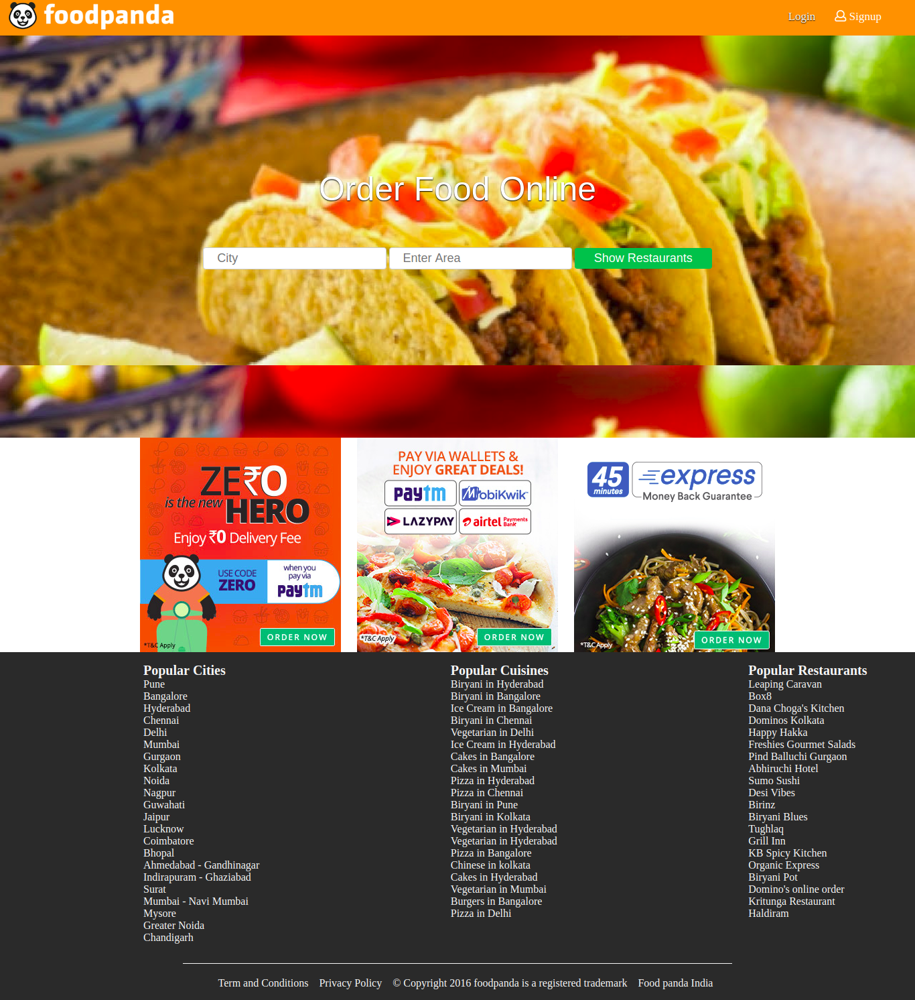 foodpanda
Login
Signup
Order Food Online
City
Enter Area
Show Restaurants
ZE₹O
is the new
HERO
Enjoy ₹0 Delivery Fee
USE CODE
ZERO
when you
pay via
paytm
ORDER NOW
*T&C Apply
PAY VIA WALLETS &
ENJOY GREAT DEALS!
paytm
MobiKwik
LAZYPAY
airtel Payments Bank
*T&C Apply
ORDER NOW
45
minutes
express
Money Back Guarantee
*T&C Apply
ORDER NOW
Popular Cities
Pune
Bangalore
Hyderabad
Chennai
Delhi
Mumbai
Gurgaon
Kolkata
Noida
Nagpur
Guwahati
Jaipur
Lucknow
Coimbatore
Bhopal
Ahmedabad - Gandhinagar
Indirapuram - Ghaziabad
Surat
Mumbai - Navi Mumbai
Mysore
Greater Noida
Chandigarh
Popular Cuisines
Biryani in Hyderabad
Biryani in Bangalore
Ice Cream in Bangalore
Biryani in Chennai
Vegetarian in Delhi
Ice Cream in Hyderabad
Cakes in Bangalore
Cakes in Mumbai
Pizza in Hyderabad
Pizza in Chennai
Biryani in Pune
Biryani in Kolkata
Vegetarian in Hyderabad
Vegetarian in Hyderabad
Pizza in Bangalore
Chinese in kolkata
Cakes in Hyderabad
Vegetarian in Mumbai
Burgers in Bangalore
Pizza in Delhi
Popular Restaurants
Leaping Caravan
Box8
Dana Choga's Kitchen
Dominos Kolkata
Happy Hakka
Freshies Gourmet Salads
Pind Balluchi Gurgaon
Abhiruchi Hotel
Sumo Sushi
Desi Vibes
Birinz
Biryani Blues
Tughlaq
Grill Inn
KB Spicy Kitchen
Organic Express
Biryani Pot
Domino's online order
Kritunga Restaurant
Haldiram
Term and Conditions Privacy Policy © Copyright 2016 foodpanda is a registered trademark Food panda India